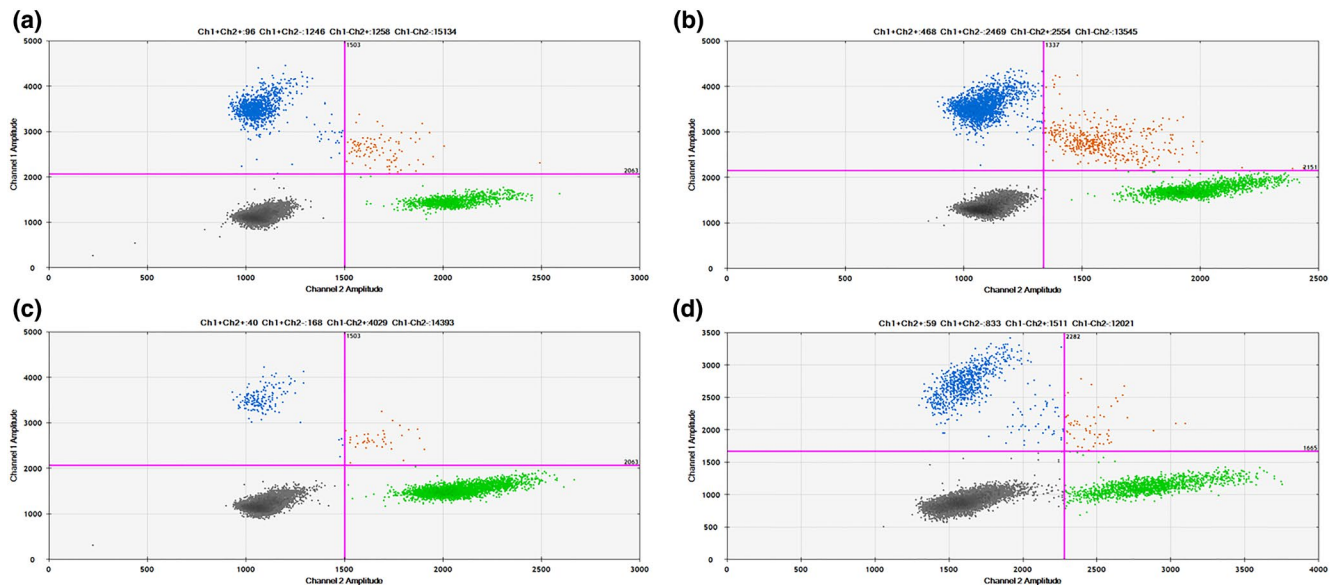 (a)
Ch1+Ch2+:96 Ch1+Ch2-:1246 Ch1-Ch2+:1258 Ch1-Ch2-:15134
1503
5000
4000
3000
2000
1000
0
2061
Channel 1 Amplitude
0 500 1000 1500 2000 2500 3000
Channel 2 Amplitude
(b)
Ch1+Ch2+:468 Ch1+Ch2-:2469 Ch1-Ch2+:2554 Ch1-Ch2-:13545
1337
5000
4000
3000
2000
1000
0
2151
Channel 1 Amplitude
0 500 1000 1500 2000 2500
Channel 2 Amplitude
(c)
Ch1+Ch2+:40 Ch1+Ch2-:168 Ch1-Ch2+:4029 Ch1-Ch2-:14393
1503
5000
4000
3000
2000
1000
0
2061
Channel 1 Amplitude
0 500 1000 1500 2000 2500 3000
Channel 2 Amplitude
(d)
Ch1+Ch2+:59 Ch1+Ch2-:833 Ch1-Ch2+:1511 Ch1-Ch2-:12021
2282
3500
3000
2500
2000
1500
1000
500
0
1665
Channel 1 Amplitude
0 500 1000 1500 2000 2500 3000 3500 4000
Channel 2 Amplitude